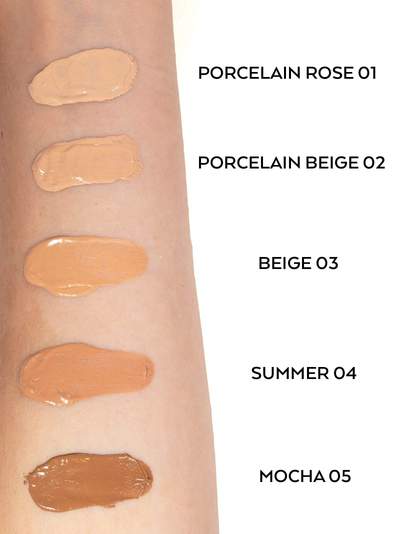 PORCELAIN ROSE 01
PORCELAIN BEIGE 02
BEIGE 03
SUMMER 04
MOCHA 05